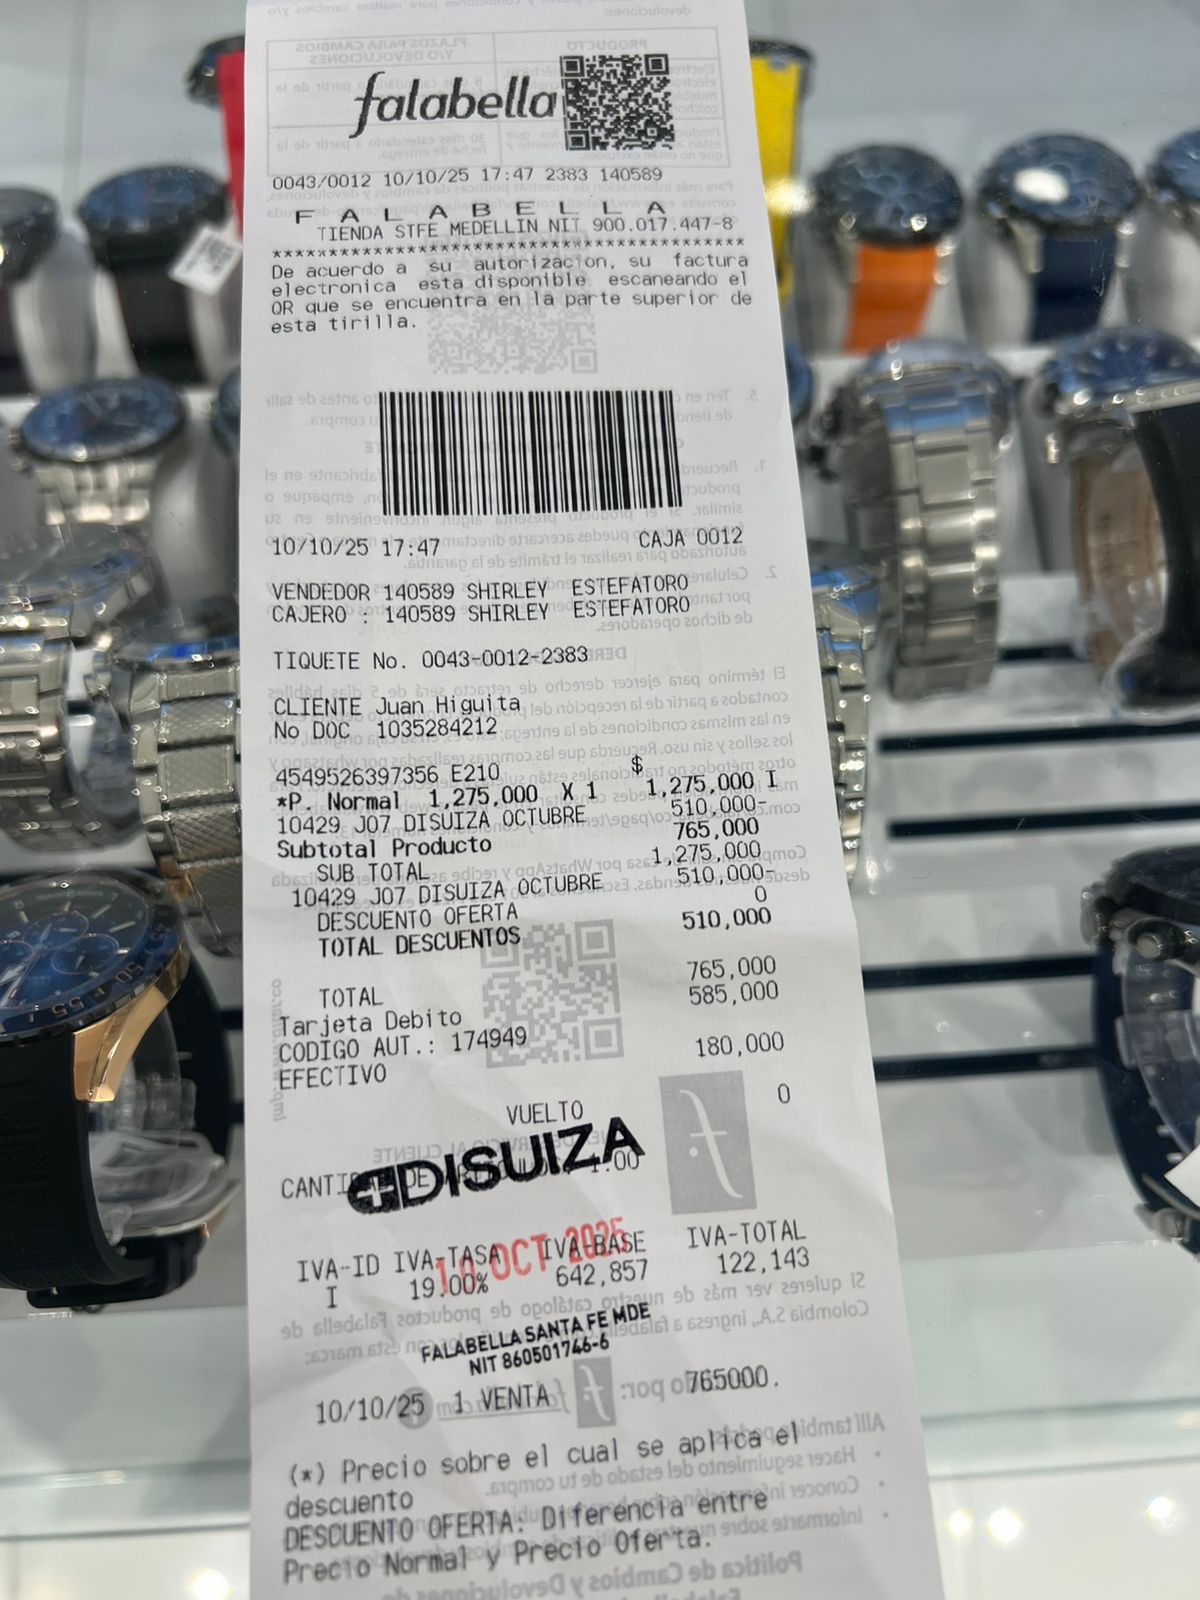 falabella
0043/0012 10/10/25 17:47 2383 140589
F A L A B E L L A
TIENDA STFE MEDELLIN NIT 900.017.447-8
******************************************
De acuerdo a su autorizacion, su factura
electronica esta disponible escaneando el
QR que se encuentra en la parte superior de
esta tirilla.
10/10/25 17:47 CAJA 0012
VENDEDOR 140589 SHIRLEY ESTEFATORO
CAJERO : 140589 SHIRLEY ESTEFATORO
TIQUETE No. 0043-0012-2383
CLIENTE Juan Higuita
No DOC 1035284212
$
4549526397356 E210
*P. Normal 1,275,000 X 1 1,275,000 I
10429 J07 DISUIZA OCTUBRE 510,000-
Subtotal Producto 765,000
SUB TOTAL 1,275,000
10429 J07 DISUIZA OCTUBRE 510,000-
DESCUENTO OFERTA 0
TOTAL DESCUENTOS 510,000
TOTAL 765,000
Tarjeta Debito 585,000
CODIGO AUT.: 174949
EFECTIVO 180,000
VUELTO 0
DISUIZA
1.00
10 OCT 2025
IVA-ID IVA-TASA IVA-BASE IVA-TOTAL
I 19.00% 642,857 122,143
FALABELLA SANTA FE MDE
NIT 860501746-6
10/10/25 1 VENTA 765000.
(*) Precio sobre el cual se aplica el
descuento
DESCUENTO OFERTA: Diferencia entre
Precio Normal y Precio Oferta.